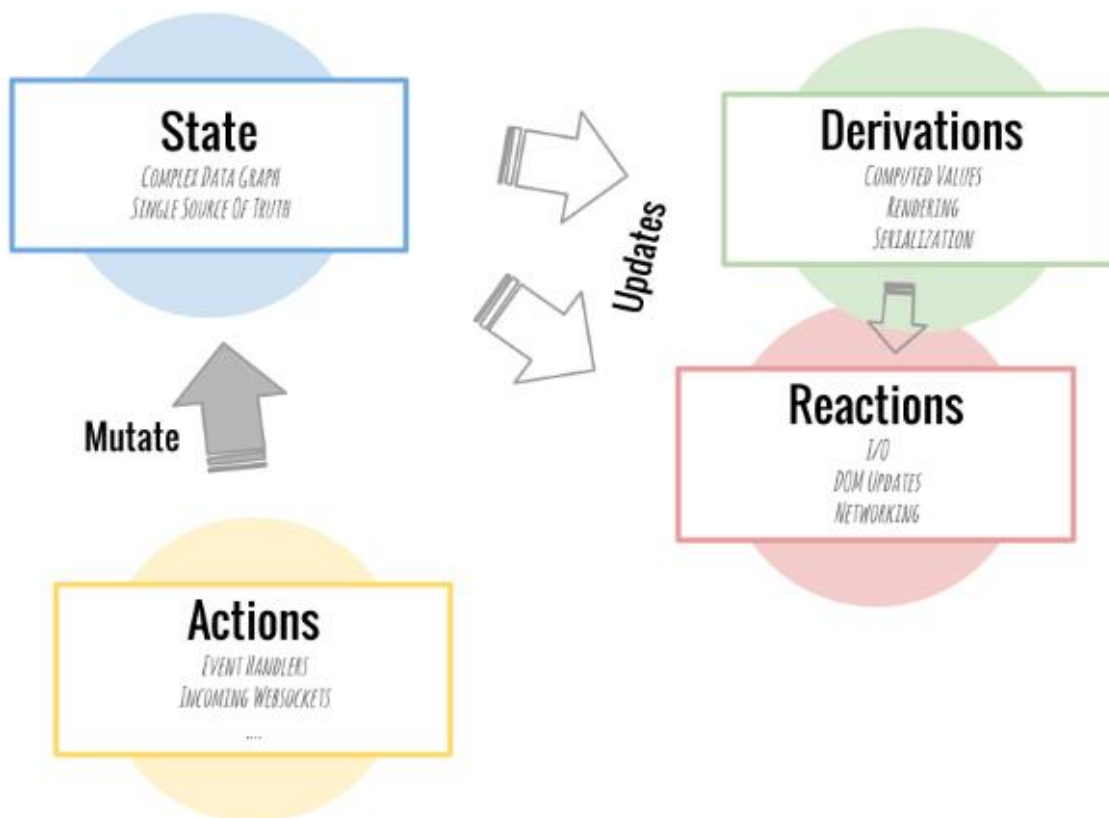 State
Complex Data Graph
Single Source Of Truth
Updates
Derivations
Computed Values
Rendering
Serialization
Reactions
I/O
DOM Updates
Networking
Mutate
Actions
Event Handlers
Incoming Websockets
....